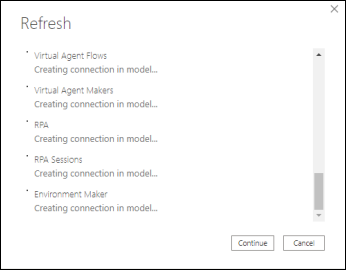 Refresh
Virtual Agent Flows
Creating connection in model...
Virtual Agent Makers
Creating connection in model...
RPA
Creating connection in model...
RPA Sessions
Creating connection in model...
Environment Maker
Creating connection in model...
Continue
Cancel